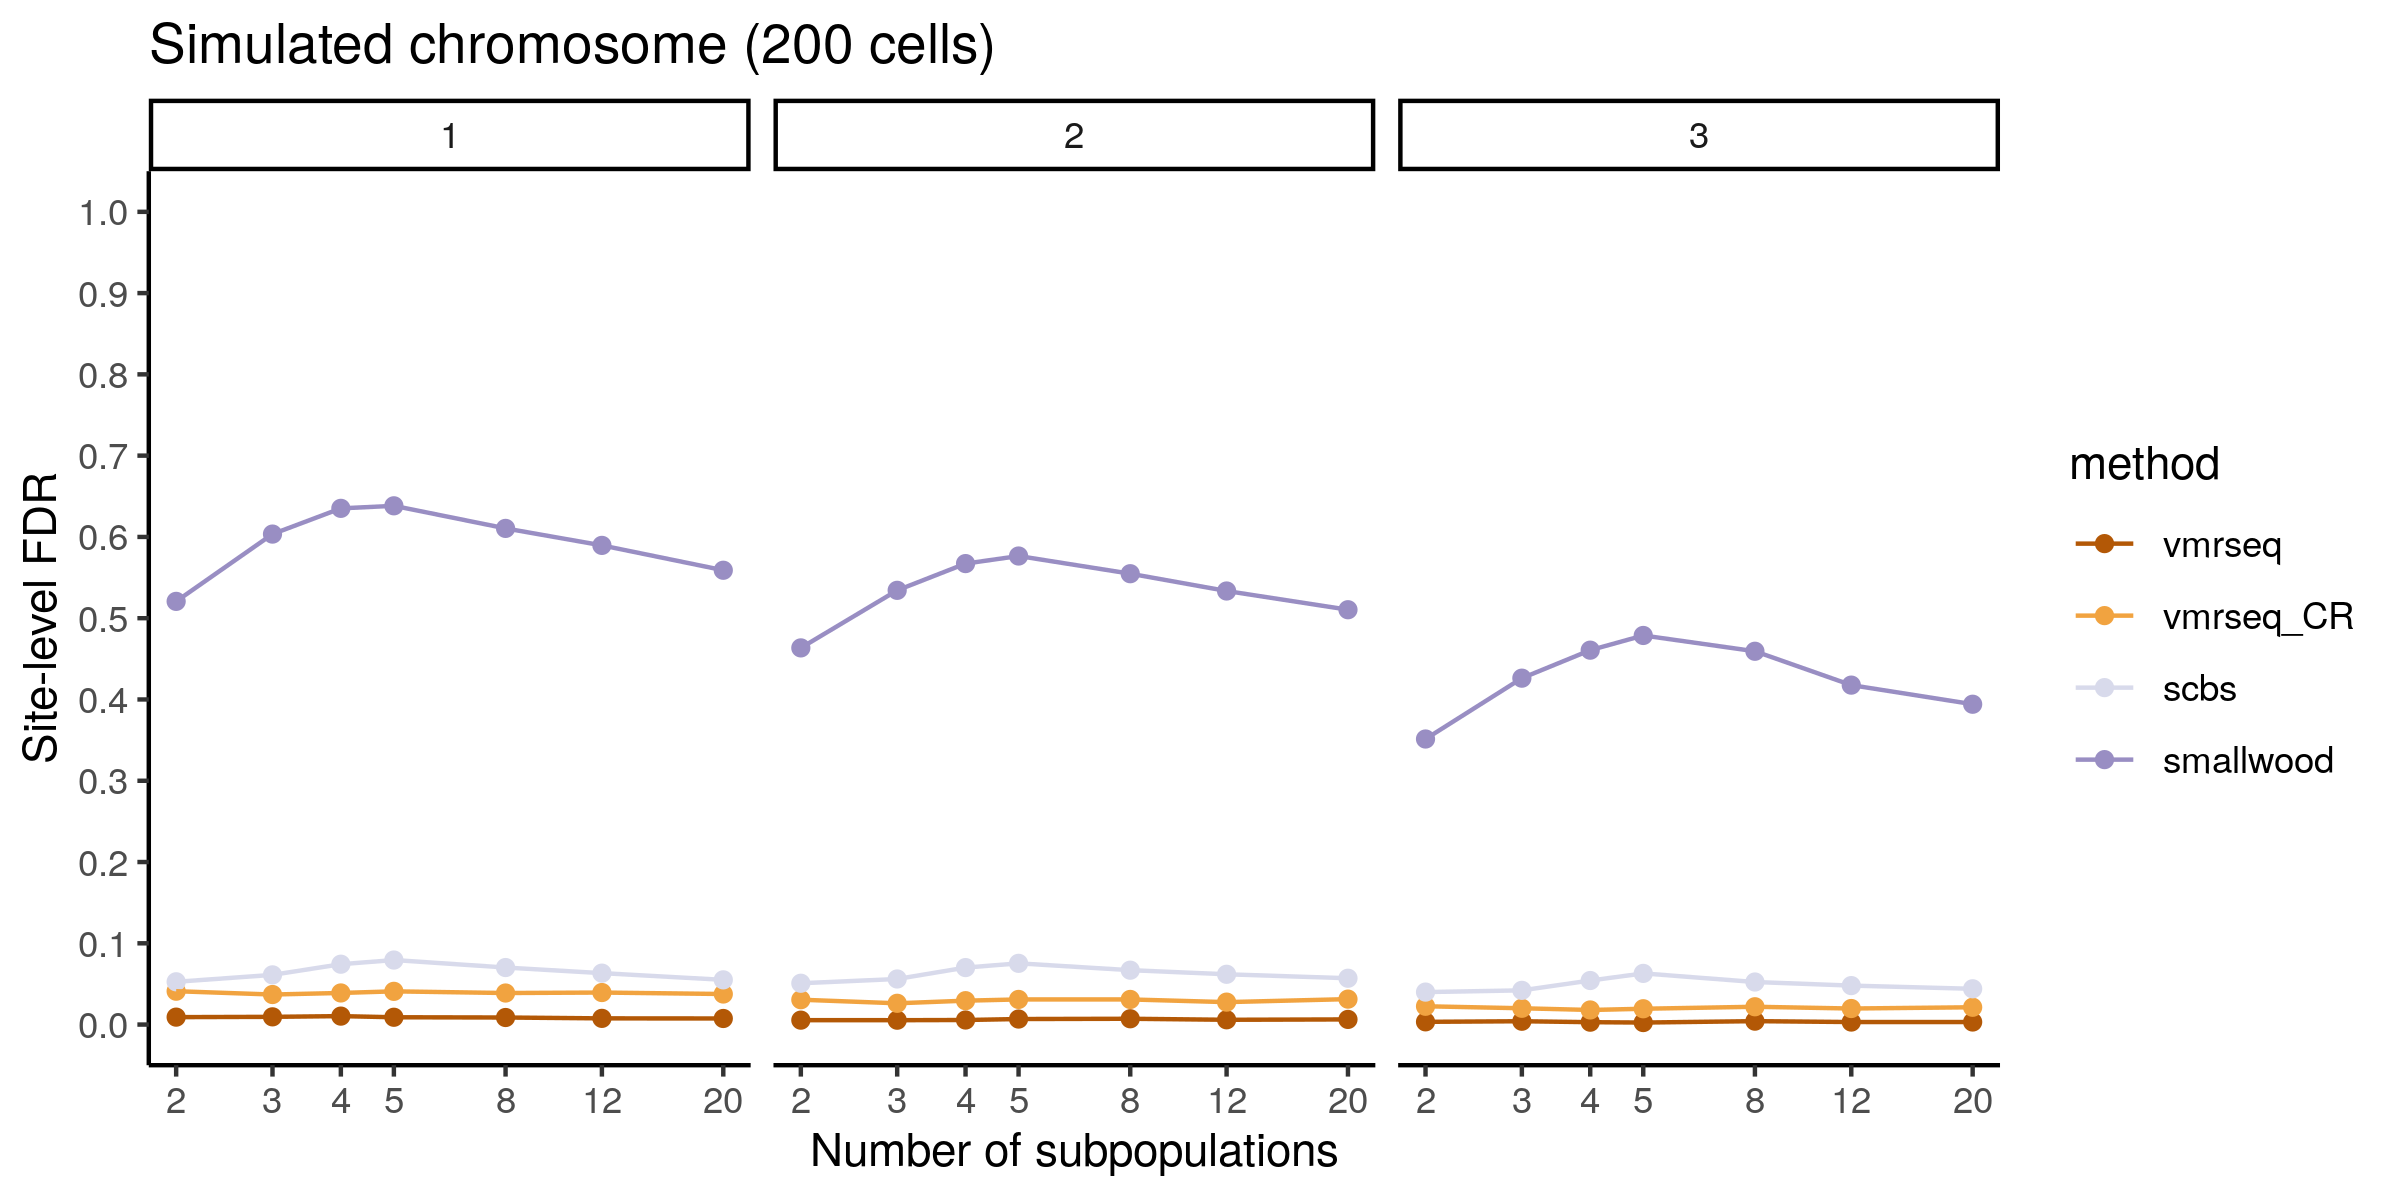 Simulated chromosome (200 cells)
1 2 3
1.0
0.9
0.8
0.7
0.6
0.5
0.4
0.3
0.2
0.1
0.0
Site-level FDR
2 3 4 5 8 12 20 2 3 4 5 8 12 20 2 3 4 5 8 12 20
Number of subpopulations
method
vmrseq
vmrseq_CR
scbs
smallwood